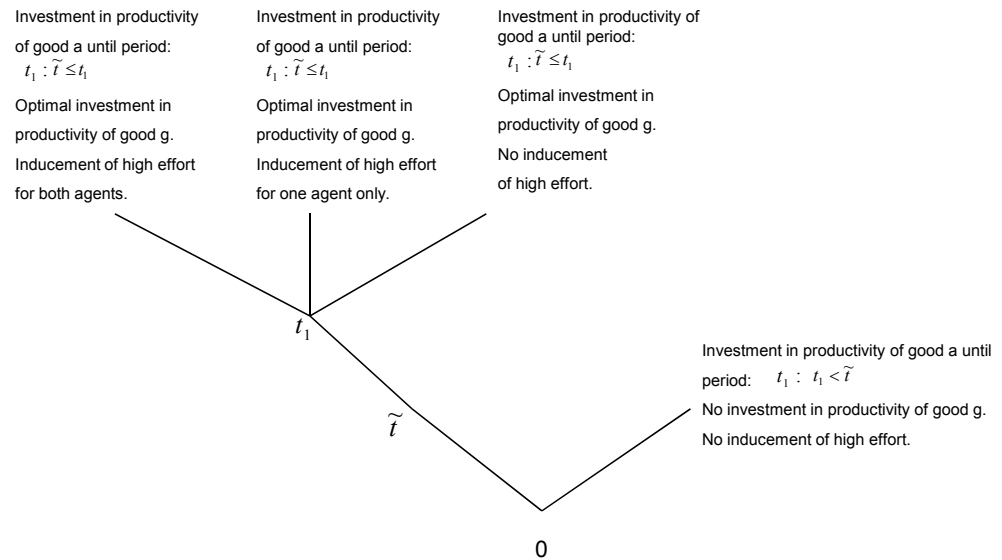 Investment in productivity
of good a until period:
t₁ : t̃ ≤ t₁
Optimal investment in
productivity of good g.
Inducement of high effort
for both agents.
Investment in productivity
of good a until period:
t₁ : t̃ ≤ t₁
Optimal investment in
productivity of good g.
Inducement of high effort
for one agent only.
Investment in productivity of
good a until period:
t₁ : t̃ ≤ t₁
Optimal investment in
productivity of good g.
No inducement
of high effort.
t₁
Investment in productivity of good a until
period: t₁ : t₁ < t̃
No investment in productivity of good g.
No inducement of high effort.
t̃
0